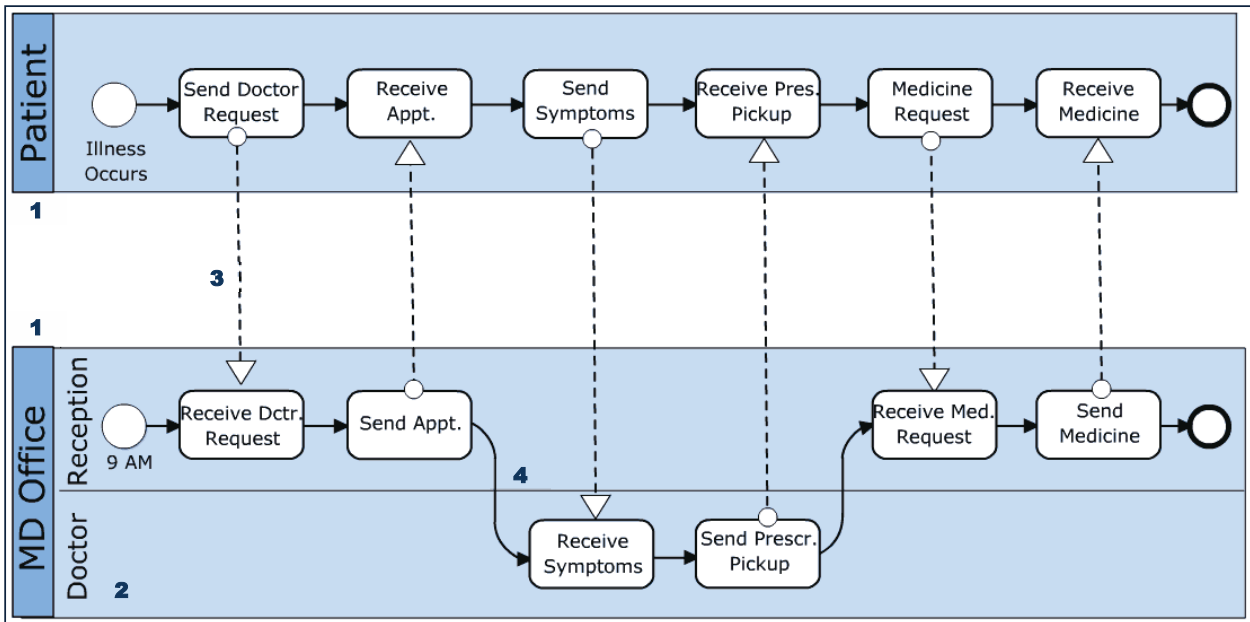 Patient
Illness
Occurs
Send Doctor
Request
Receive
Appt.
Send
Symptoms
Receive Pres.
Pickup
Medicine
Request
Receive
Medicine
1
3
1
MD Office
Reception
9 AM
Receive Dctr.
Request
Send Appt.
Receive Med.
Request
Send
Medicine
4
Doctor
2
Receive
Symptoms
Send Prescr.
Pickup